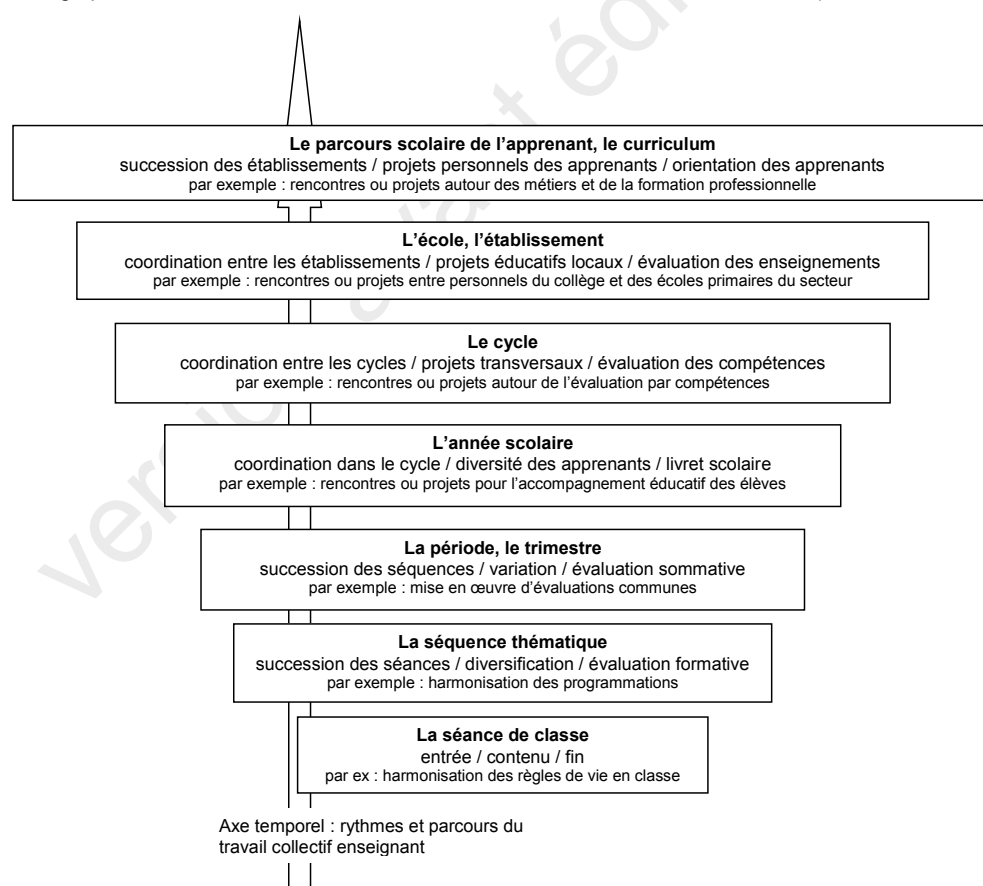 Le parcours scolaire de l'apprenant, le curriculum
succession des établissements / projets personnels des apprenants / orientation des apprenants
par exemple : rencontres ou projets autour des métiers et de la formation professionnelle
L'école, l'établissement
coordination entre les établissements / projets éducatifs locaux / évaluation des enseignements
par exemple : rencontres ou projets entre personnels du collège et des écoles primaires du secteur
Le cycle
coordination entre les cycles / projets transversaux / évaluation des compétences
par exemple : rencontres ou projets autour de l'évaluation par compétences
L'année scolaire
coordination dans le cycle / diversité des apprenants / livret scolaire
par exemple : rencontres ou projets pour l'accompagnement éducatif des élèves
La période, le trimestre
succession des séquences / variation / évaluation sommative
par exemple : mise en œuvre d'évaluations communes
La séquence thématique
succession des séances / diversification / évaluation formative
par exemple : harmonisation des programmations
La séance de classe
entrée / contenu / fin
par ex : harmonisation des règles de vie en classe
Axe temporel : rythmes et parcours du
travail collectif enseignant